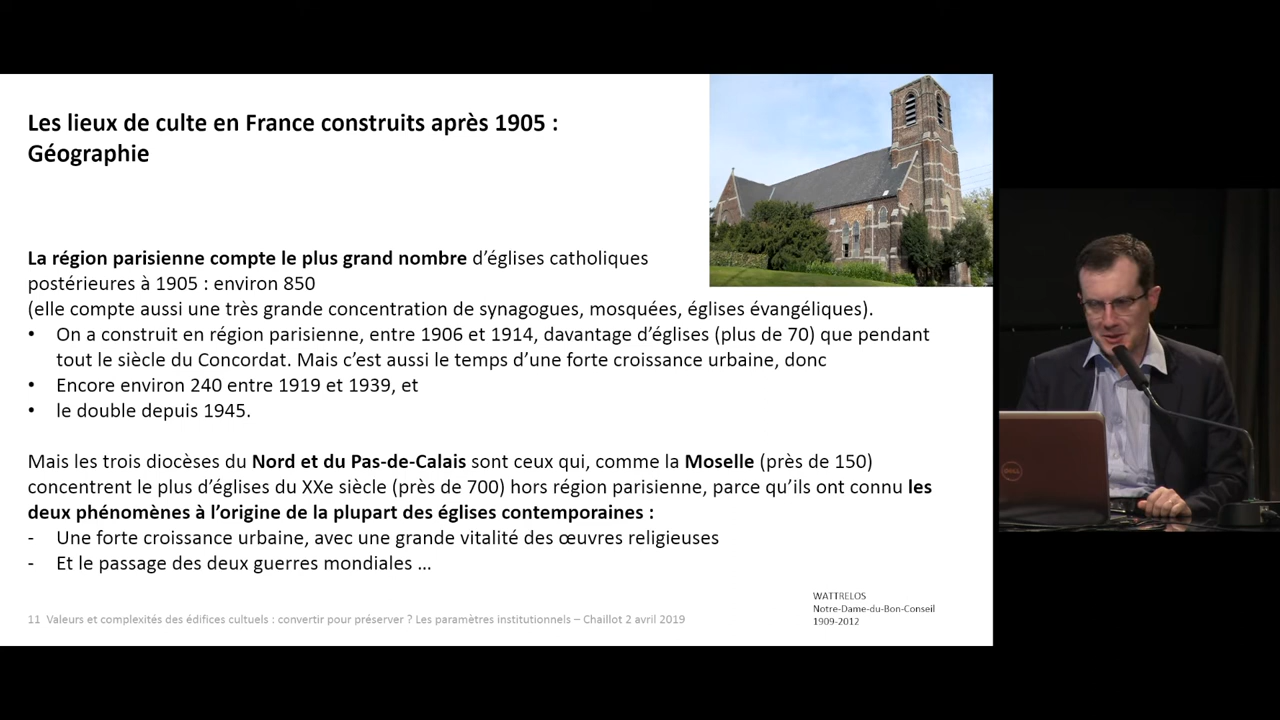 Les lieux de culte en France construits après 1905 :
Géographie
La région parisienne compte le plus grand nombre d'églises catholiques
postérieures à 1905 : environ 850
(elle compte aussi une très grande concentration de synagogues, mosquées, églises évangéliques).
• On a construit en région parisienne, entre 1906 et 1914, davantage d'églises (plus de 70) que pendant
tout le siècle du Concordat. Mais c'est aussi le temps d'une forte croissance urbaine, donc
• Encore environ 240 entre 1919 et 1939, et
• le double depuis 1945.
Mais les trois diocèses du Nord et du Pas-de-Calais sont ceux qui, comme la Moselle (près de 150)
concentrent le plus d'églises du XXe siècle (près de 700) hors région parisienne, parce qu'ils ont connu les
deux phénomènes à l'origine de la plupart des églises contemporaines :
- Une forte croissance urbaine, avec une grande vitalité des œuvres religieuses
- Et le passage des deux guerres mondiales …
WATTRELOS
Notre-Dame-du-Bon-Conseil
1909-2012
11 Valeurs et complexités des édifices cultuels : convertir pour préserver ? Les paramètres institutionnels – Chaillot 2 avril 2019
DELL